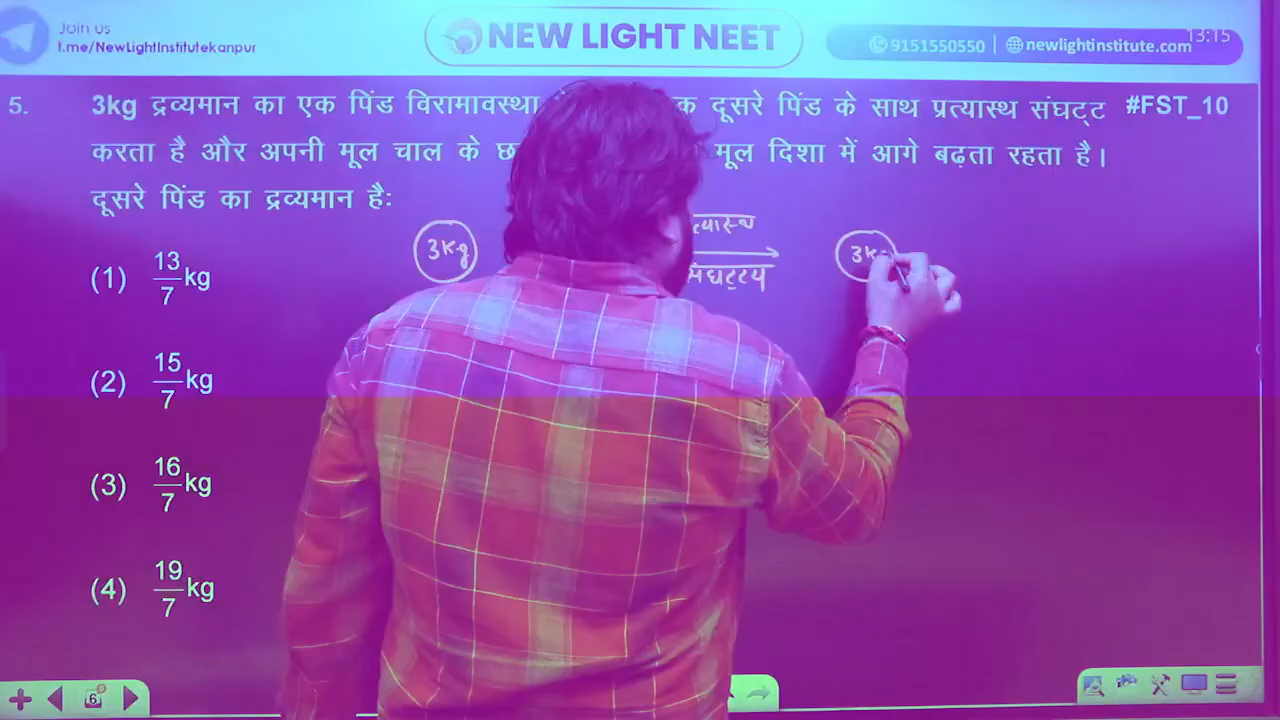 Join us
t.me/NewLightInstitutekanpur
NEW LIGHT NEET
9151550550 | newlightinstitute.com
13:15
5. 3kg द्रव्यमान का एक पिंड विरामावस्था दूसरे पिंड के साथ प्रत्यास्थ संघट्ट #FST_10
करता है और अपनी मूल चाल के मूल दिशा में आगे बढ़ता रहता है।
दूसरे पिंड का द्रव्यमान है:
3kg
3k
(1) 13/7 kg
(2) 15/7 kg
(3) 16/7 kg
(4) 19/7 kg
6